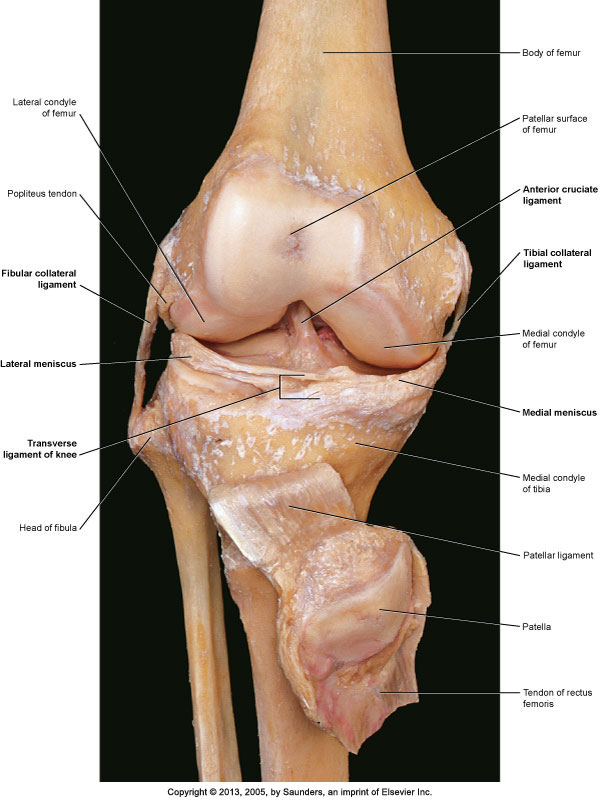 Body of femur
Lateral condyle
of femur
Patellar surface
of femur
Popliteus tendon
Anterior cruciate
ligament
Fibular collateral
ligament
Tibial collateral
ligament
Medial condyle
of femur
Lateral meniscus
Medial meniscus
Transverse
ligament of knee
Medial condyle
of tibia
Head of fibula
Patellar ligament
Patella
Tendon of rectus
femoris
Copyright © 2013, 2005, by Saunders, an imprint of Elsevier Inc.